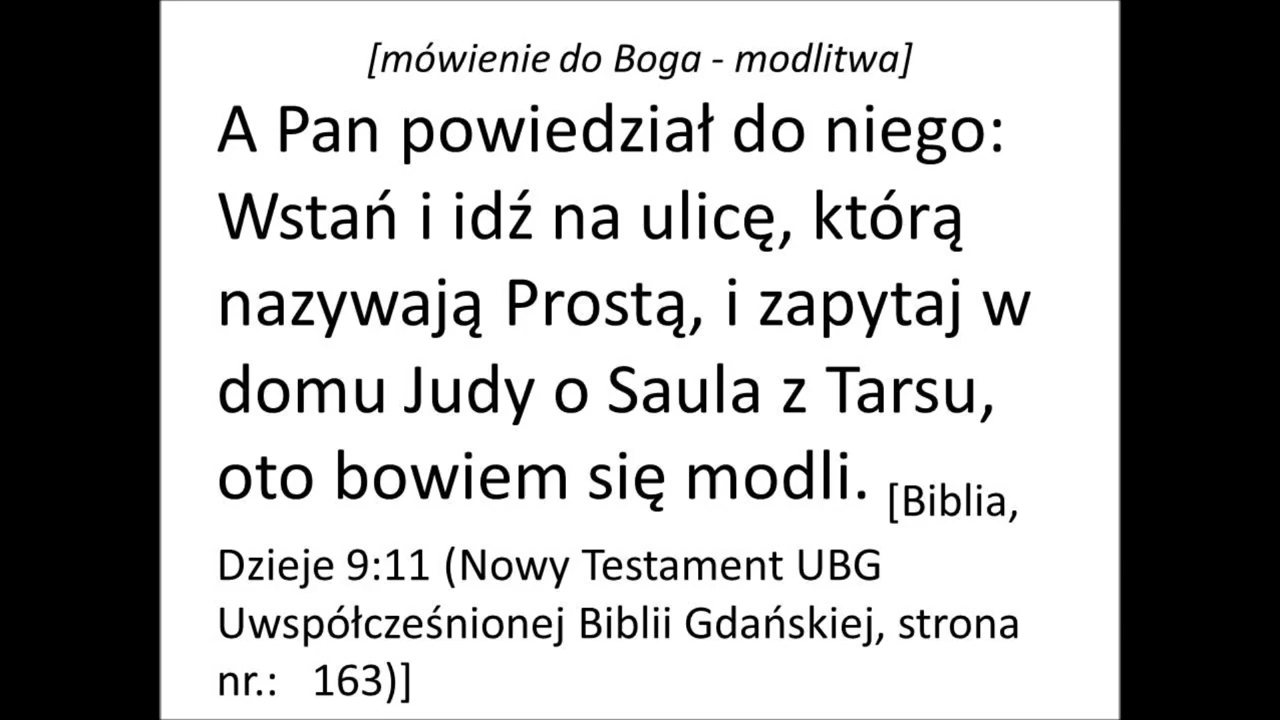 [mówienie do Boga - modlitwa]
A Pan powiedział do niego:
Wstań i idź na ulicę, którą
nazywają Prostą, i zapytaj w
domu Judy o Saula z Tarsu,
oto bowiem się modli. [Biblia,
Dzieje 9:11 (Nowy Testament UBG
Uwspółcześnionej Biblii Gdańskiej, strona
nr.:   163)]